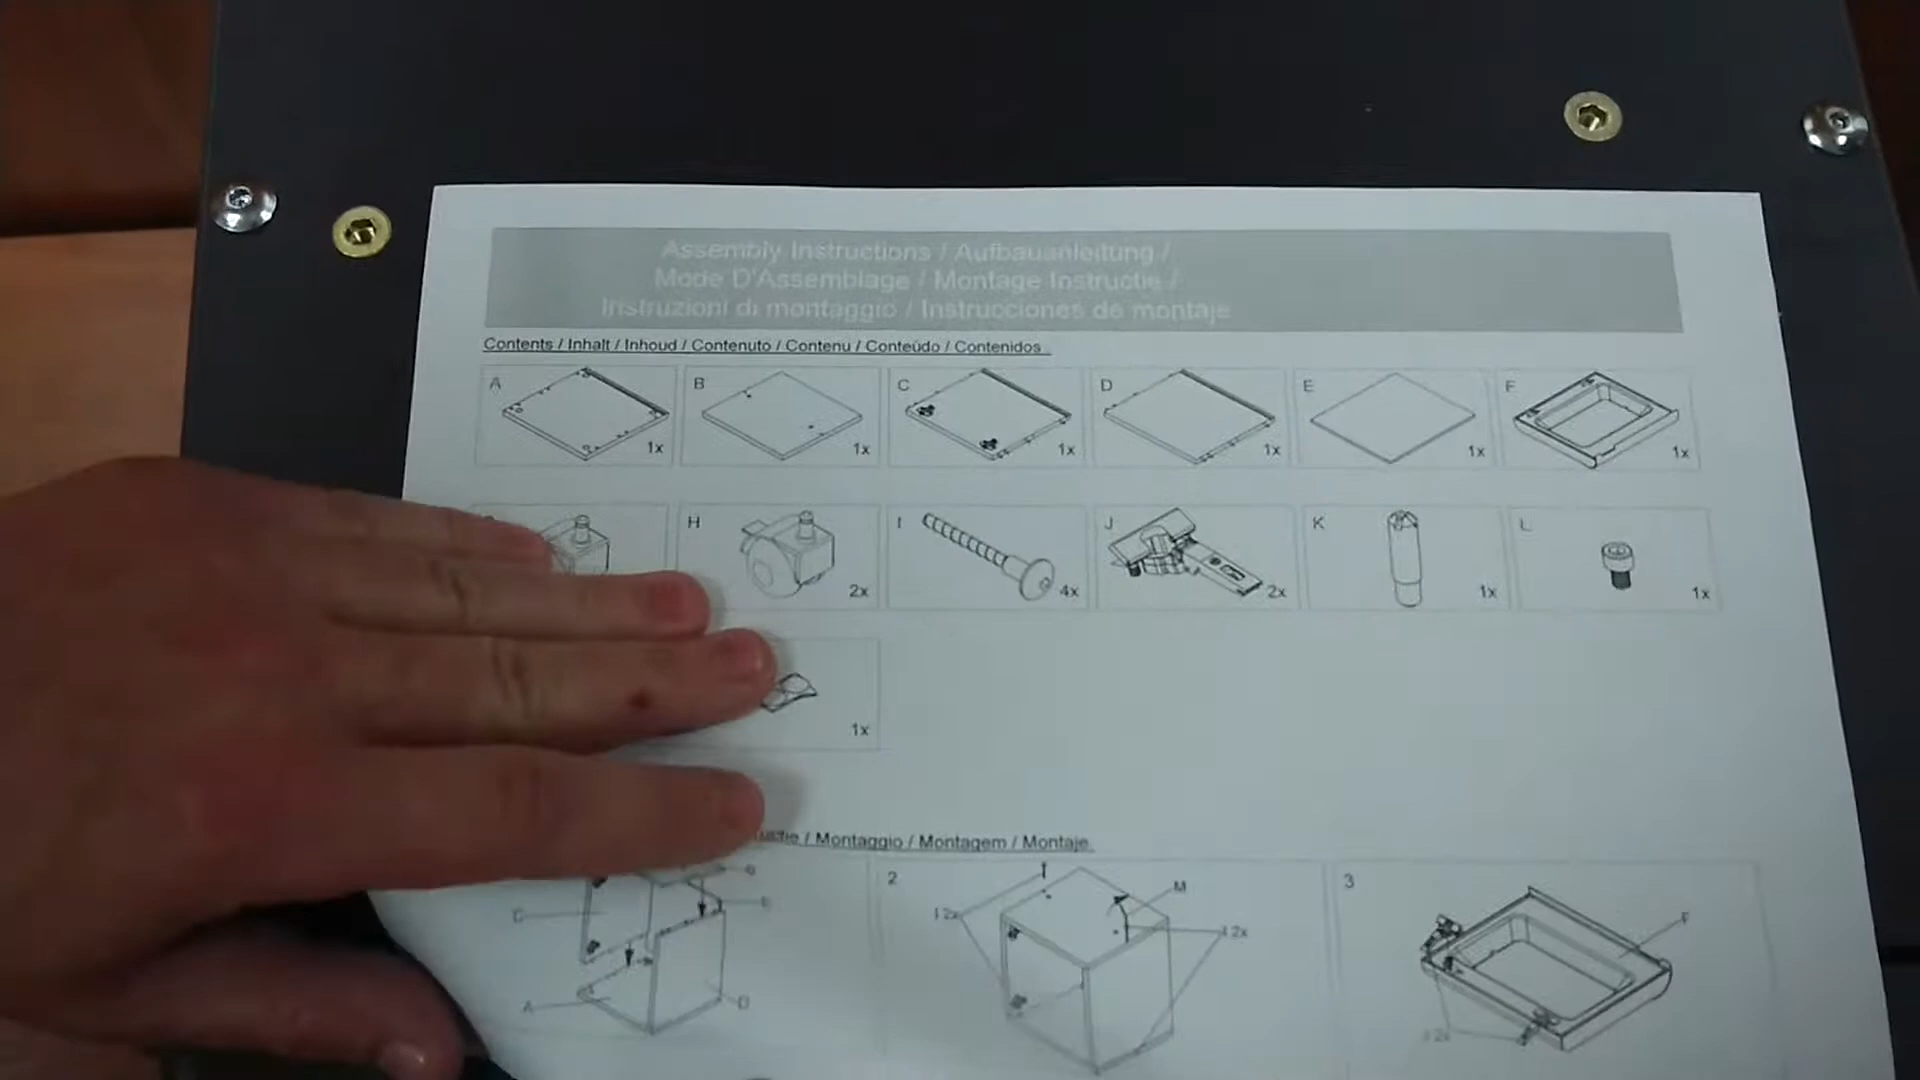 Assembly Instructions / Aufbauanleitung /
Mode D'Assemblage / Montage Instructie /
Instruzioni di montaggio / Instrucciones de montaje
Contents / Inhalt / Inhoud / Contenuto / Contenu / Conteúdo / Contenidos
A B C D E F
1x 1x 1x 1x 1x 1x
H I J K L
2x 4x 2x 1x 1x
1x
/ Montaggio / Montagem / Montaje
2 3
C A D
I 2x M I 2x
F J 2x